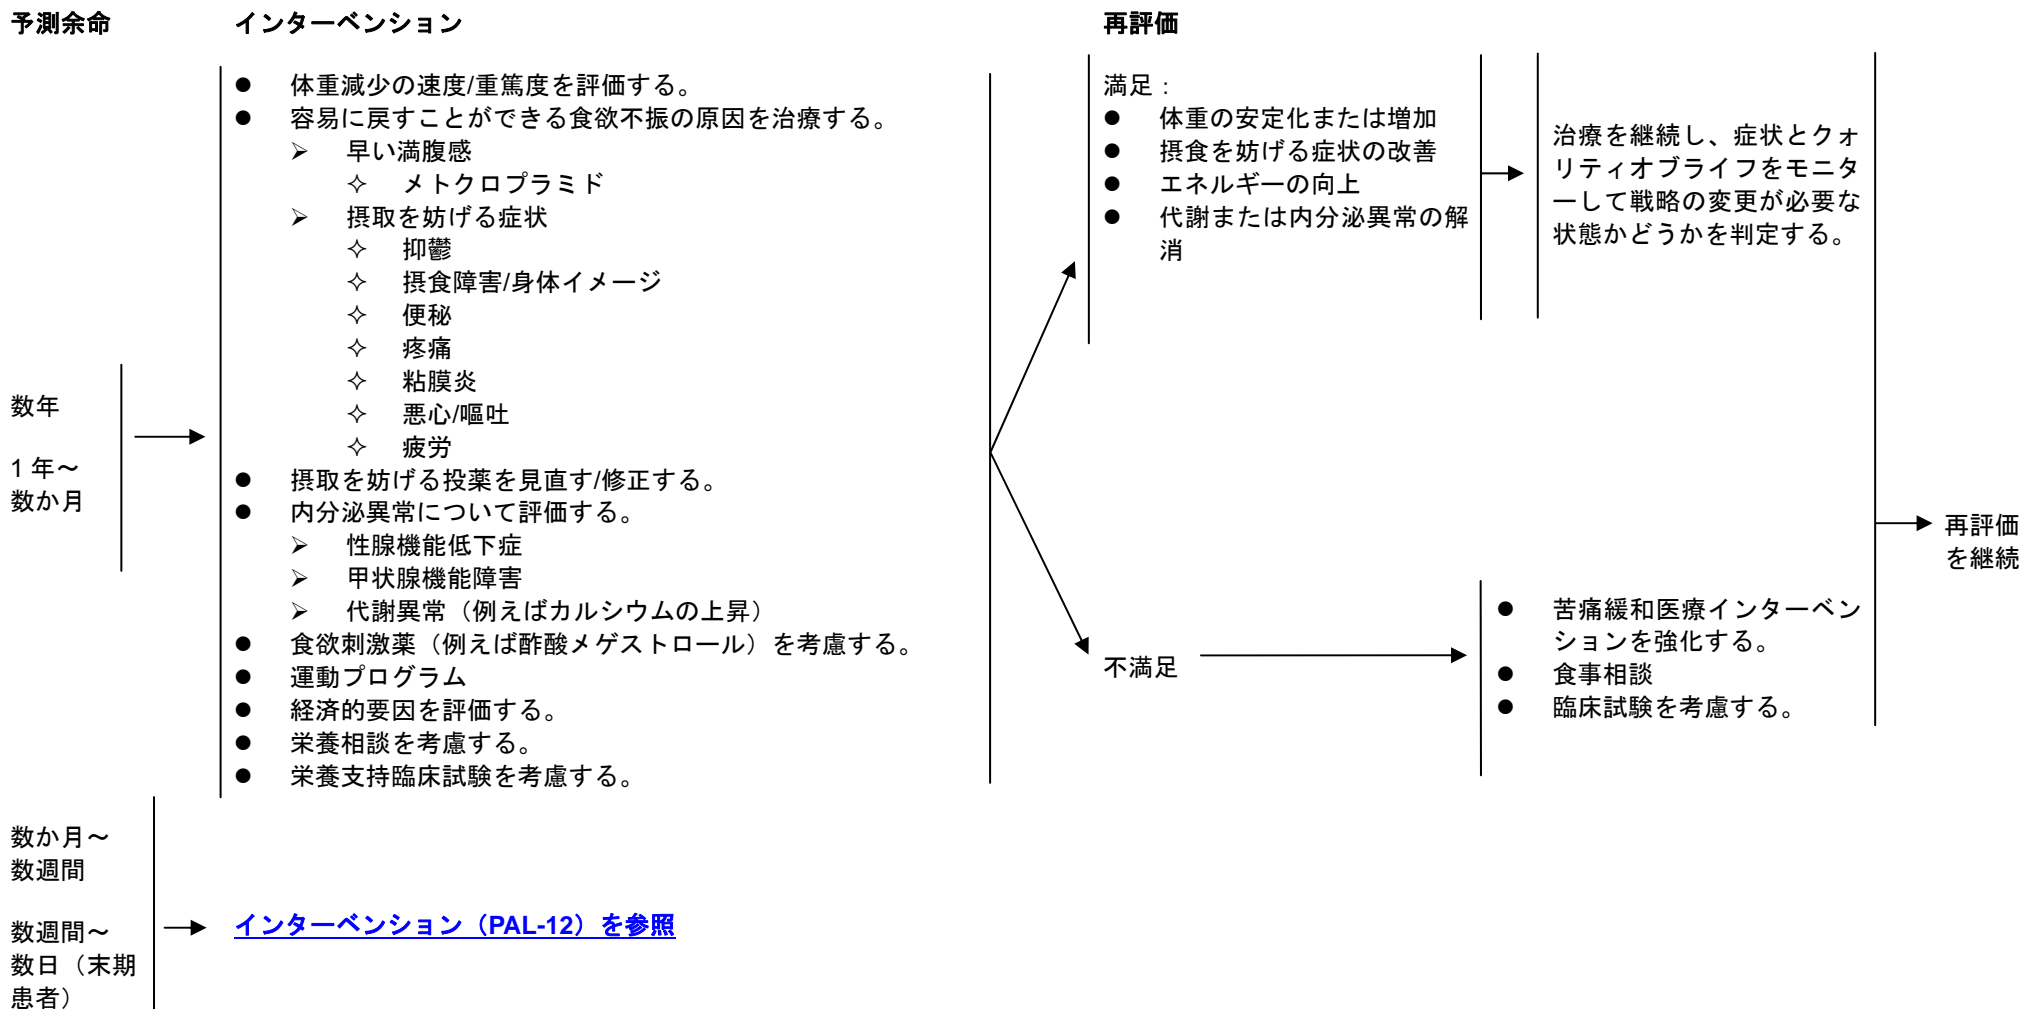 予測余命
インターベンション
再評価
数年
1 年～
数か月
● 体重減少の速度/重篤度を評価する。
● 容易に戻すことができる食欲不振の原因を治療する。
➢ 早い満腹感
✧ メトクロプラミド
➢ 摂取を妨げる症状
✧ 抑鬱
✧ 摂食障害/身体イメージ
✧ 便秘
✧ 疼痛
✧ 粘膜炎
✧ 悪心/嘔吐
✧ 疲労
● 摂取を妨げる投薬を見直す/修正する。
● 内分泌異常について評価する。
➢ 性腺機能低下症
➢ 甲状腺機能障害
➢ 代謝異常（例えばカルシウムの上昇）
● 食欲刺激薬（例えば酢酸メゲストロール）を考慮する。
● 運動プログラム
● 経済的要因を評価する。
● 栄養相談を考慮する。
● 栄養支持臨床試験を考慮する。
満足：
● 体重の安定化または増加
● 摂食を妨げる症状の改善
● エネルギーの向上
● 代謝または内分泌異常の解
消
治療を継続し、症状とクォ
リティオブライフをモニタ
ーして戦略の変更が必要な
状態かどうかを判定する。
不満足
● 苦痛緩和医療インターベン
ションを強化する。
● 食事相談
● 臨床試験を考慮する。
再評価
を継続
数か月～
数週間
数週間～
数日（末期
患者）
インターベンション（PAL-12）を参照